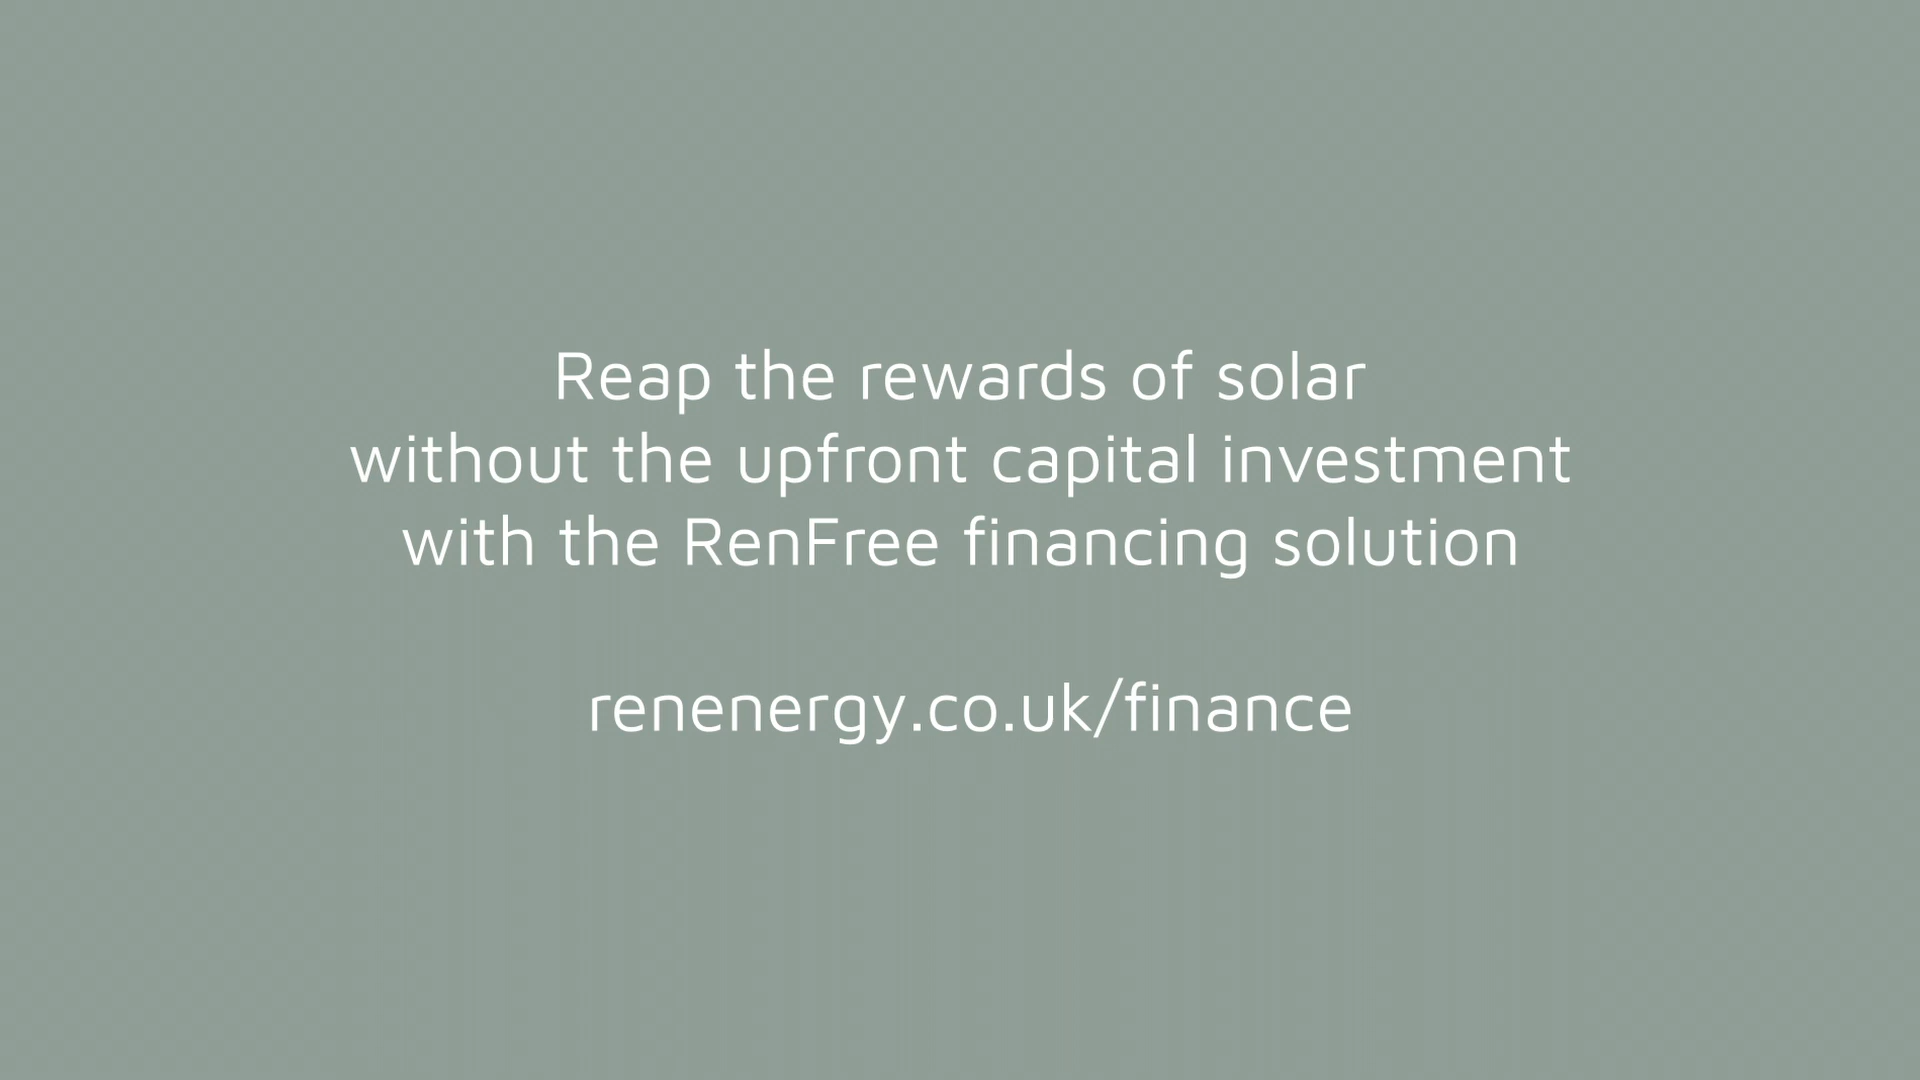 Reap the rewards of solar
without the upfront capital investment
with the RenFree financing solution
renenergy.co.uk/finance